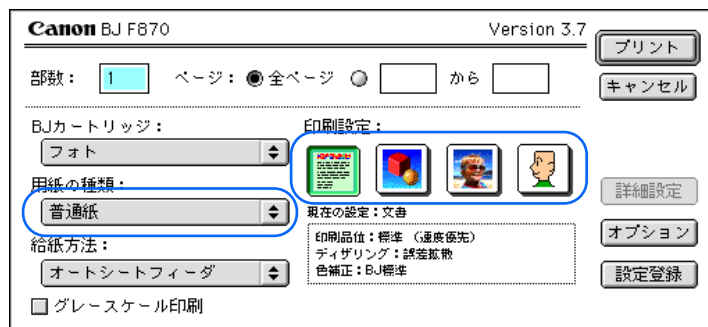 Canon BJ F870 Version 3.7
プリント
部数： 1 ページ： 全ページ から
キャンセル
BJカートリッジ： 印刷設定：
フォト
用紙の種類：
普通紙
詳細設定
現在の設定：文書
給紙方法：
印刷品位：標準 （速度優先）
オプション
ディザリング：誤差拡散
オートシートフィーダ
色補正：BJ標準
設定登録
グレースケール印刷